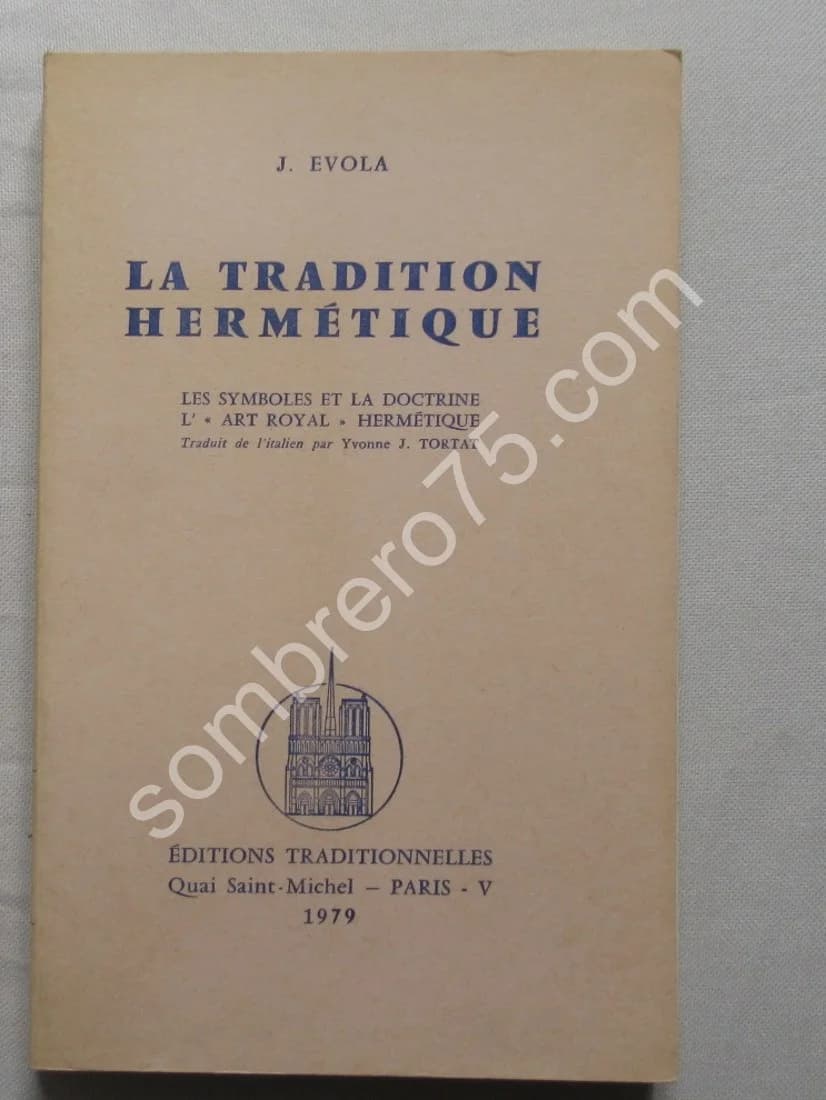 J. EVOLA
LA TRADITION
HERMÉTIQUE
LES SYMBOLES ET LA DOCTRINE
L' « ART ROYAL » HERMÉTIQUE
Traduit de l'italien par Yvonne J. TORTAT
sombrero75.com
ÉDITIONS TRADITIONNELLES
Quai Saint-Michel — PARIS - V
1979